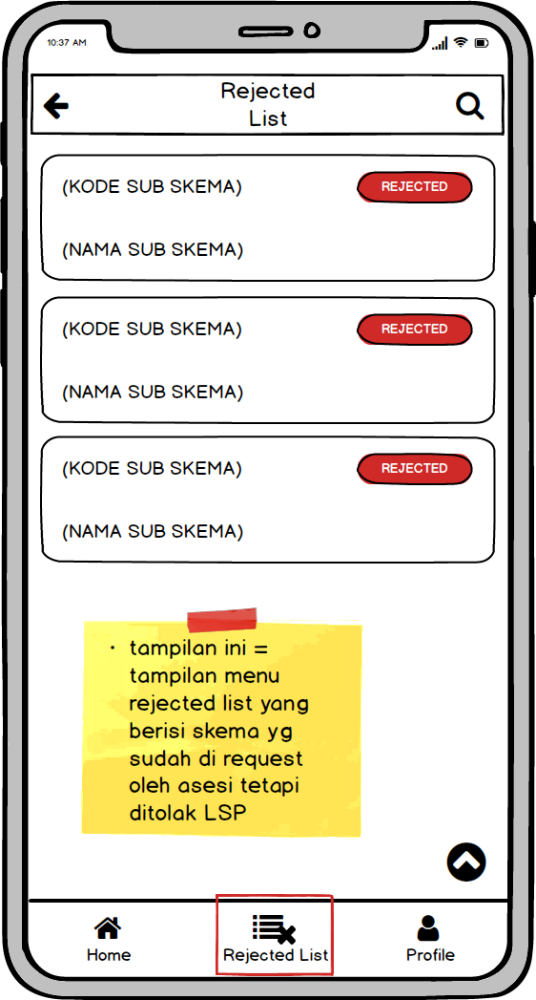 10:37 AM
Rejected
List
(KODE SUB SKEMA)
REJECTED
(NAMA SUB SKEMA)
(KODE SUB SKEMA)
REJECTED
(NAMA SUB SKEMA)
(KODE SUB SKEMA)
REJECTED
(NAMA SUB SKEMA)
• tampilan ini =
tampilan menu
rejected list yang
berisi skema yg
sudah di request
oleh asesi tetapi
ditolak LSP
Home
Rejected List
Profile